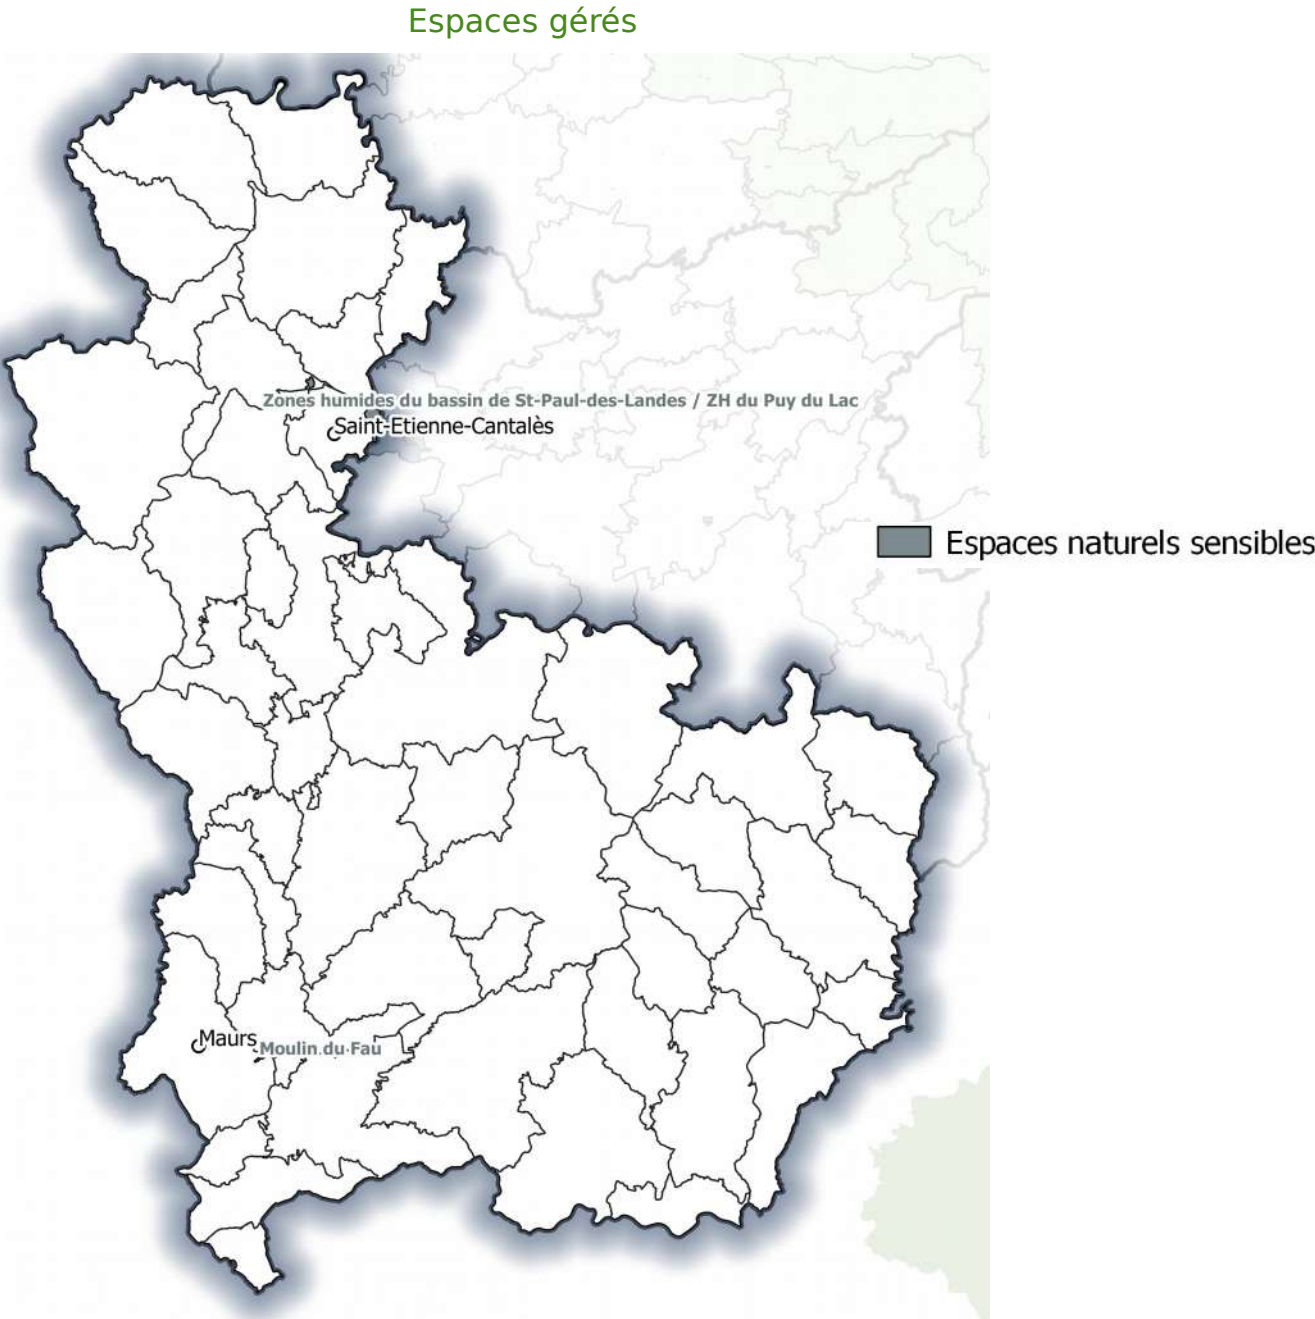 Espaces gérés
Zones humides du bassin de St-Paul-des-Landes / ZH du Puy du Lac
Saint-Etienne-Cantalès
Espaces naturels sensibles
Maurs
Moulin du Fau